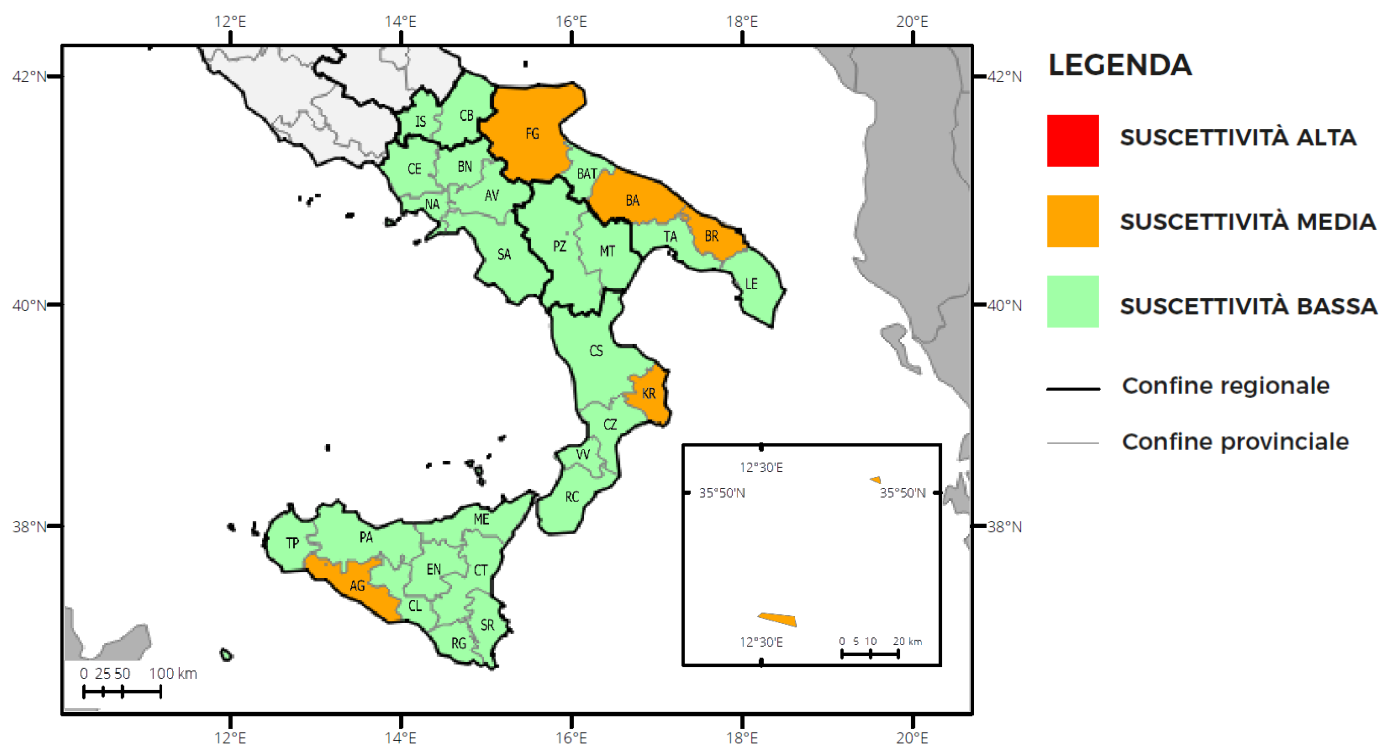 12°E 14°E 16°E 18°E 20°E
42°N 42°N
LEGENDA
SUSCETTIVITÀ ALTA
SUSCETTIVITÀ MEDIA
SUSCETTIVITÀ BASSA
Confine regionale
Confine provinciale
IS CB FG
CE BN BAT
NA AV BA
SA PZ MT TA BR
LE
40°N 40°N
CS
KR
CZ
VV
RC
38°N 38°N
ME
TP PA
EN CT
AG
CL
SR
RG
12°30'E
35°50'N 35°50'N
12°30'E
0 5 10 20 km
0 25 50 100 km
12°E 14°E 16°E 18°E 20°E